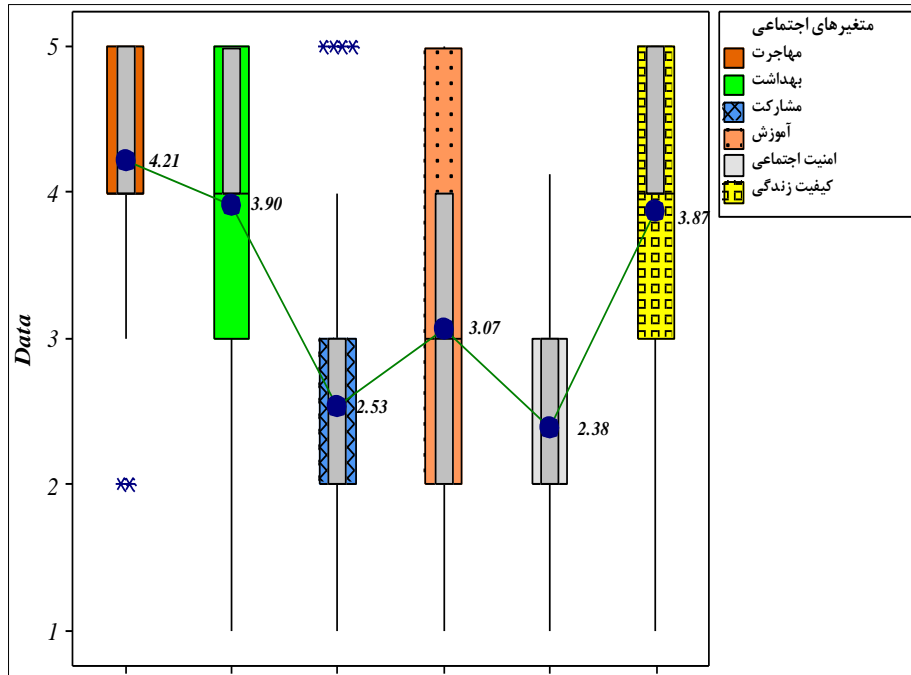 متغیرهای اجتماعی
مهاجرت
بهداشت
مشارکت
آموزش
امنیت اجتماعی
کیفیت زندگی
Data
5
4
3
2
1
4.21
3.90
2.53
3.07
2.38
3.87